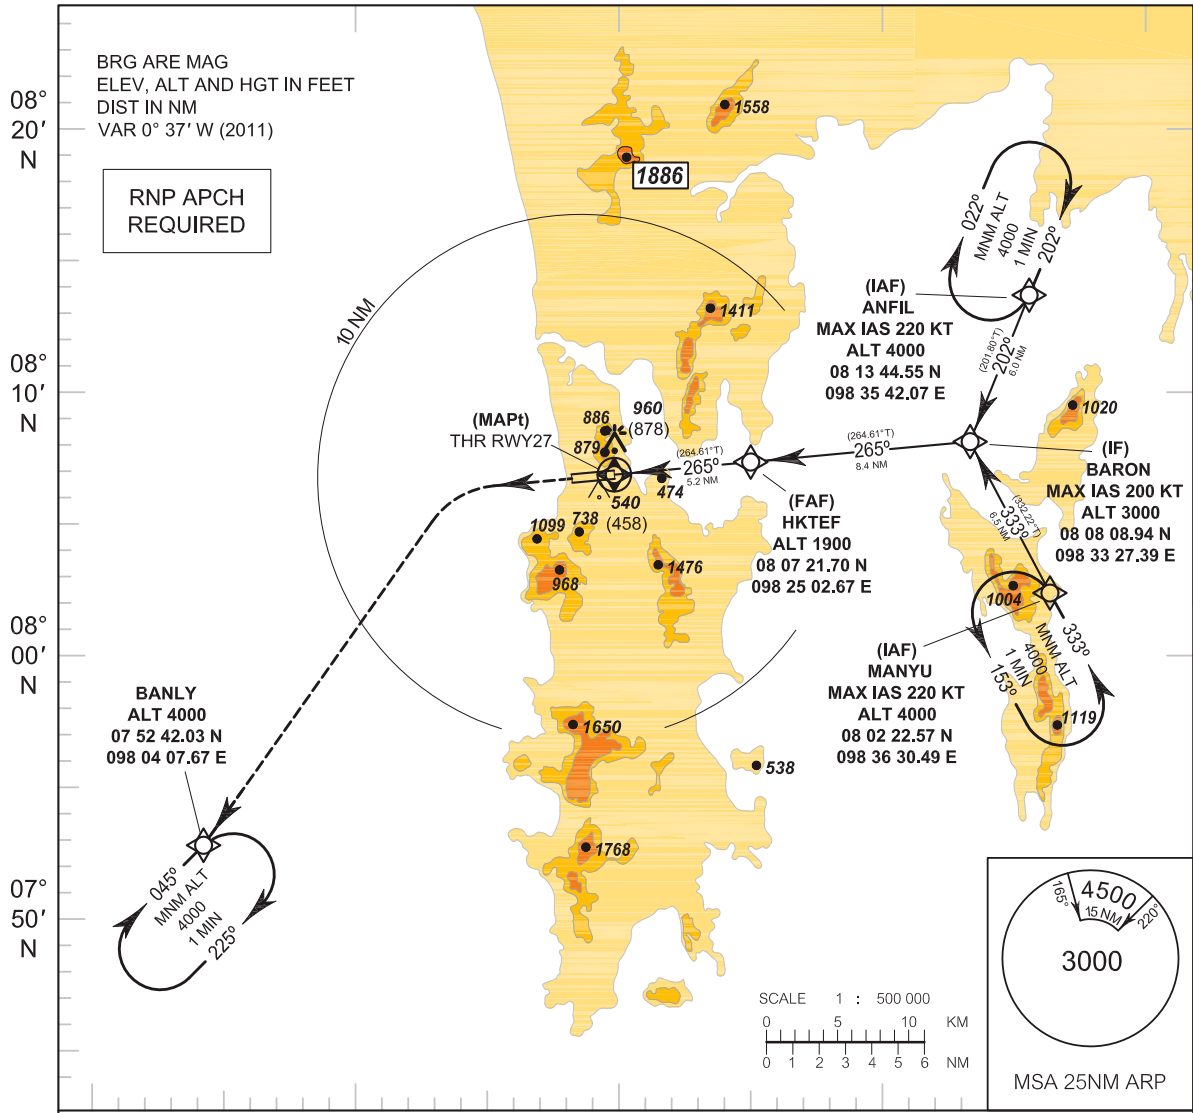 BRG ARE MAG
ELEV, ALT AND HGT IN FEET
DIST IN NM
VAR 0° 37′ W (2011)
RNP APCH
REQUIRED
08°
20′
N
08°
10′
N
08°
00′
N
07°
50′
N
1558
1886
10 NM
1411
022°
MNM ALT
4000
1 MIN
202°
(IAF)
ANFIL
MAX IAS 220 KT
ALT 4000
08 13 44.55 N
098 35 42.07 E
(201.80°T)
202°
6.0 NM
1020
(MAPt)
THR RWY27
886
960
(878)
879
540
(458)
474
(264.61°T)
265°
5.2 NM
(264.61°T)
265°
8.4 NM
(FAF)
HKTEF
ALT 1900
08 07 21.70 N
098 25 02.67 E
(IF)
BARON
MAX IAS 200 KT
ALT 3000
08 08 08.94 N
098 33 27.39 E
(332.22°T)
333°
6.5 NM
1099
738
968
1476
1004
(IAF)
MANYU
MAX IAS 220 KT
ALT 4000
08 02 22.57 N
098 36 30.49 E
333°
MNM ALT
4000
1 MIN
153°
1119
BANLY
ALT 4000
07 52 42.03 N
098 04 07.67 E
1650
538
1768
045°
MNM ALT
4000
1 MIN
225°
SCALE 1 : 500 000
0 5 10 KM
0 1 2 3 4 5 6 NM
165°
4500
15 NM
220°
3000
MSA 25NM ARP